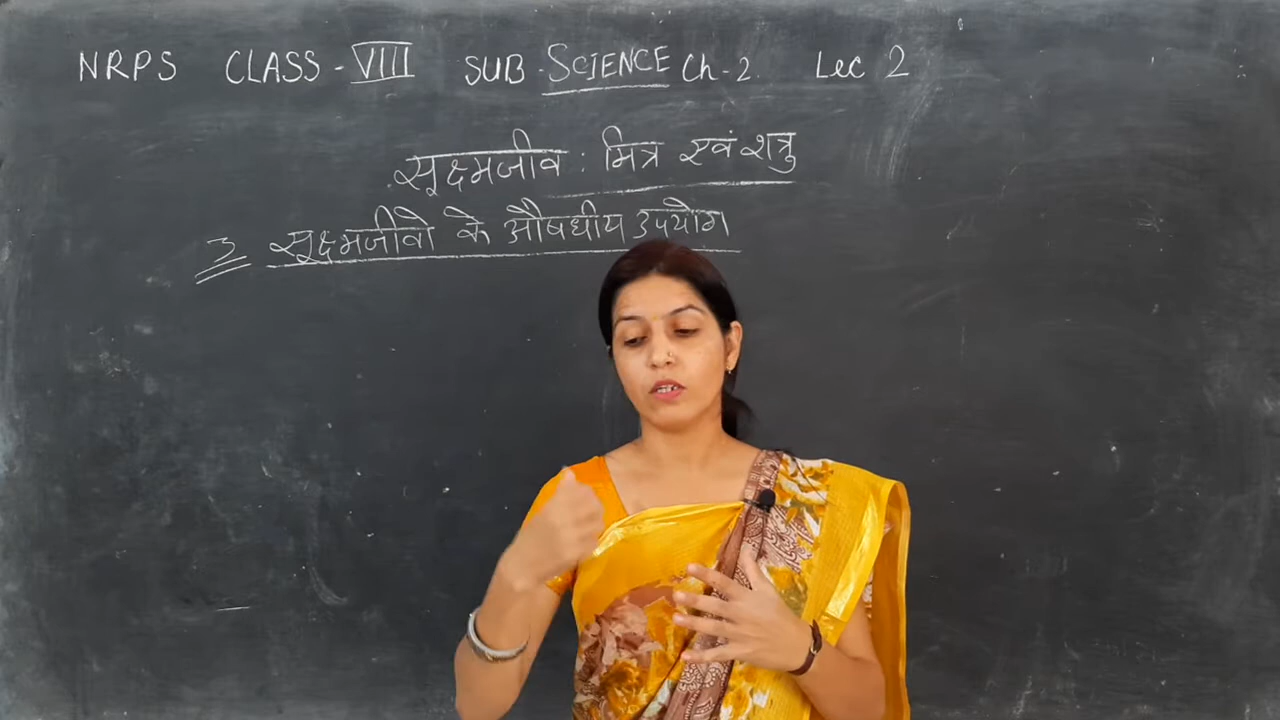 NRPS CLASS - VIII SUB - SCIENCE Ch - 2. Lec 2
सूक्ष्मजीव : मित्र एवं शत्रु
3 सूक्ष्मजीवो के औषधीय उपयोग